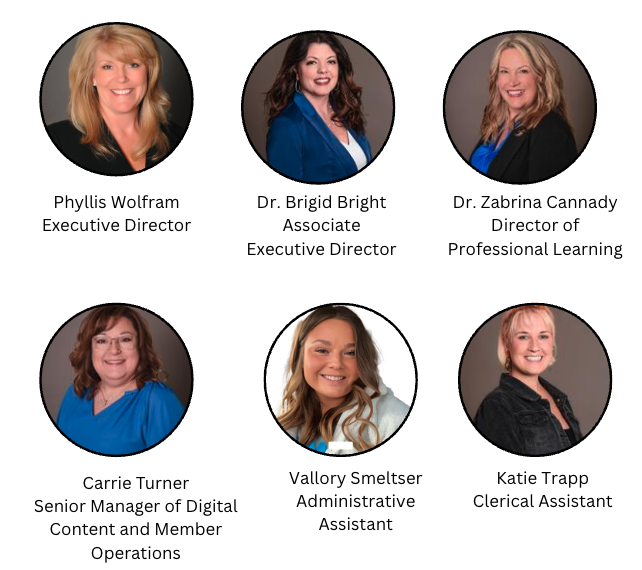 Phyllis Wolfram
Executive Director
Dr. Brigid Bright
Associate
Executive Director
Dr. Zabrina Cannady
Director of
Professional Learning
Carrie Turner
Senior Manager of Digital
Content and Member
Operations
Vallory Smeltser
Administrative
Assistant
Katie Trapp
Clerical Assistant